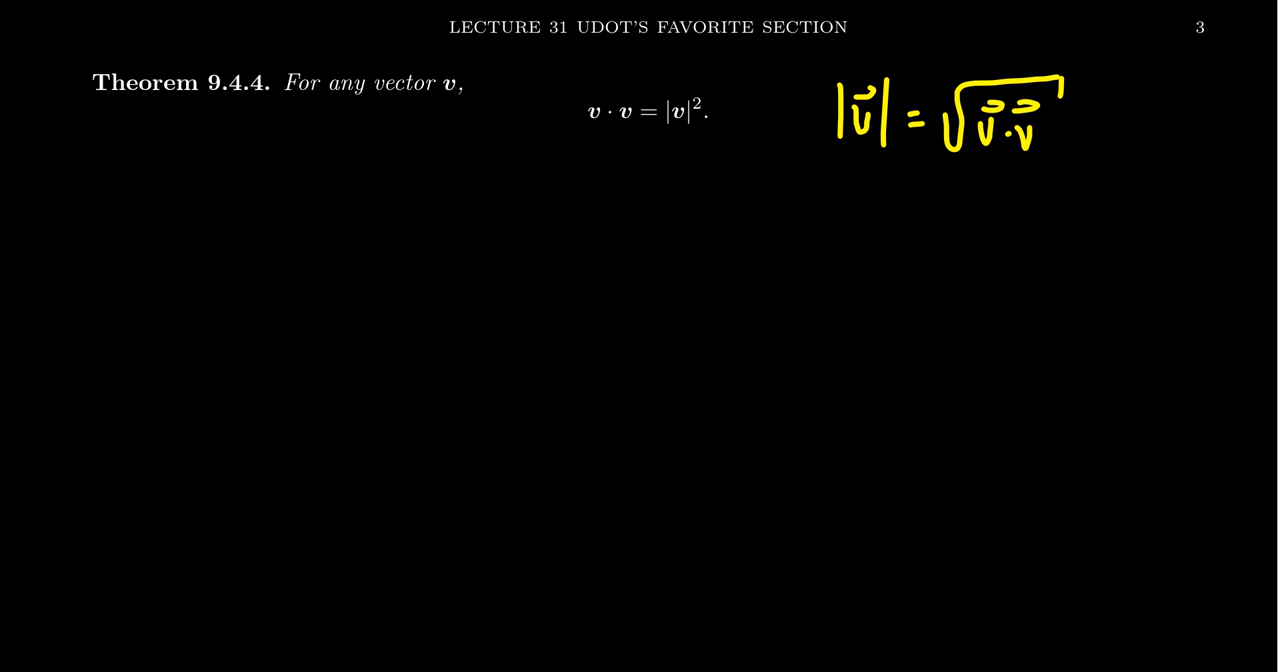 LECTURE 31 UDOT'S FAVORITE SECTION 3
Theorem 9.4.4. For any vector v,
v · v = |v|².
|v⃗| = √(v⃗ · v⃗)